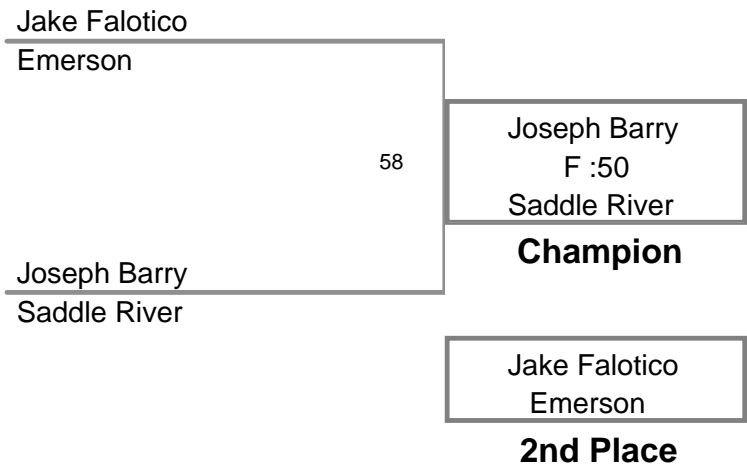 Jake Falotico
Emerson
58
Joseph Barry
F :50
Saddle River
Champion
Joseph Barry
Saddle River
Jake Falotico
Emerson
2nd Place